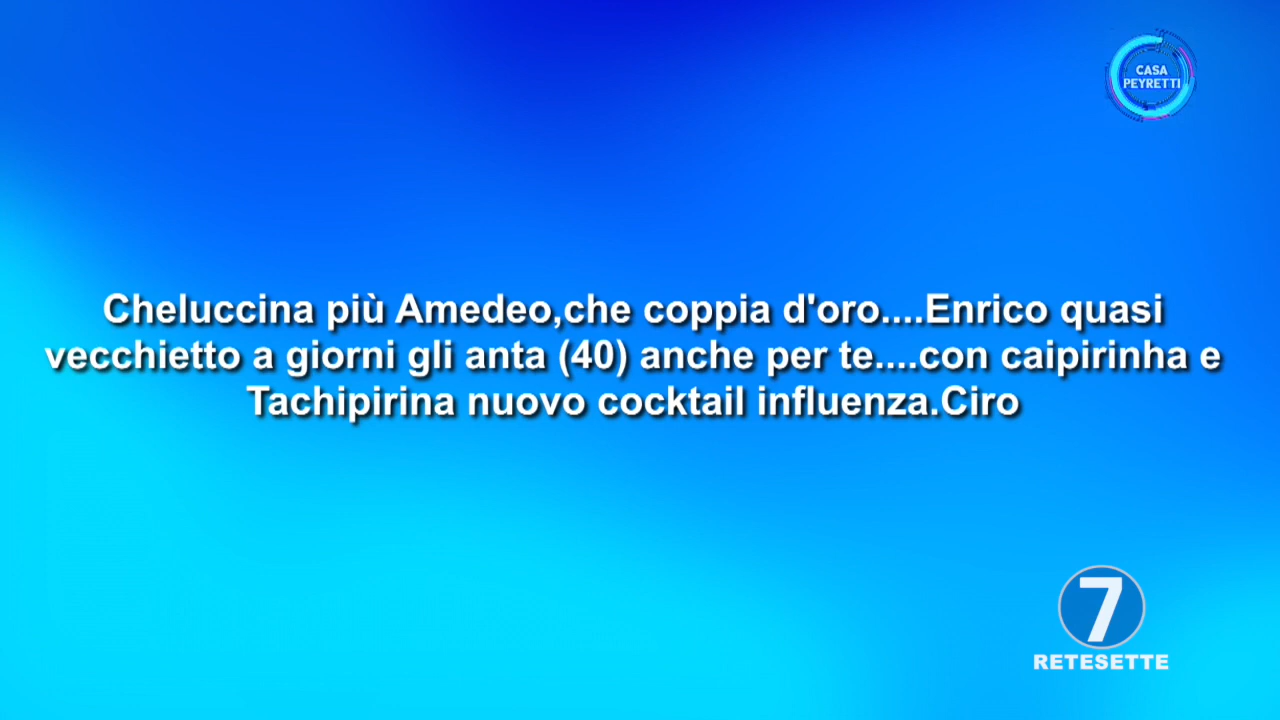 CASA
PEYRETTI
Cheluccina più Amedeo,che coppia d'oro....Enrico quasi
vecchietto a giorni gli anta (40) anche per te....con caipirinha e
Tachipirina nuovo cocktail influenza.Ciro
7
RETESETTE